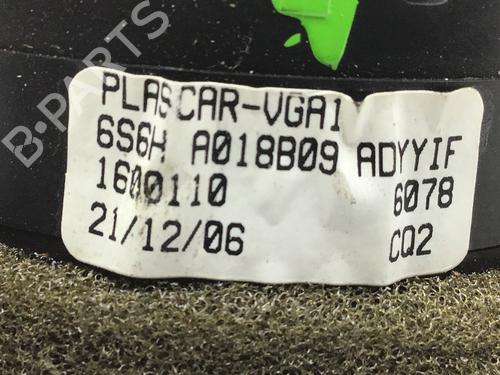 B-PARTS
PLASCAR-VGA1
6S6H A018B09 ADYYIF
1600110 6078
21/12/06 CQ2